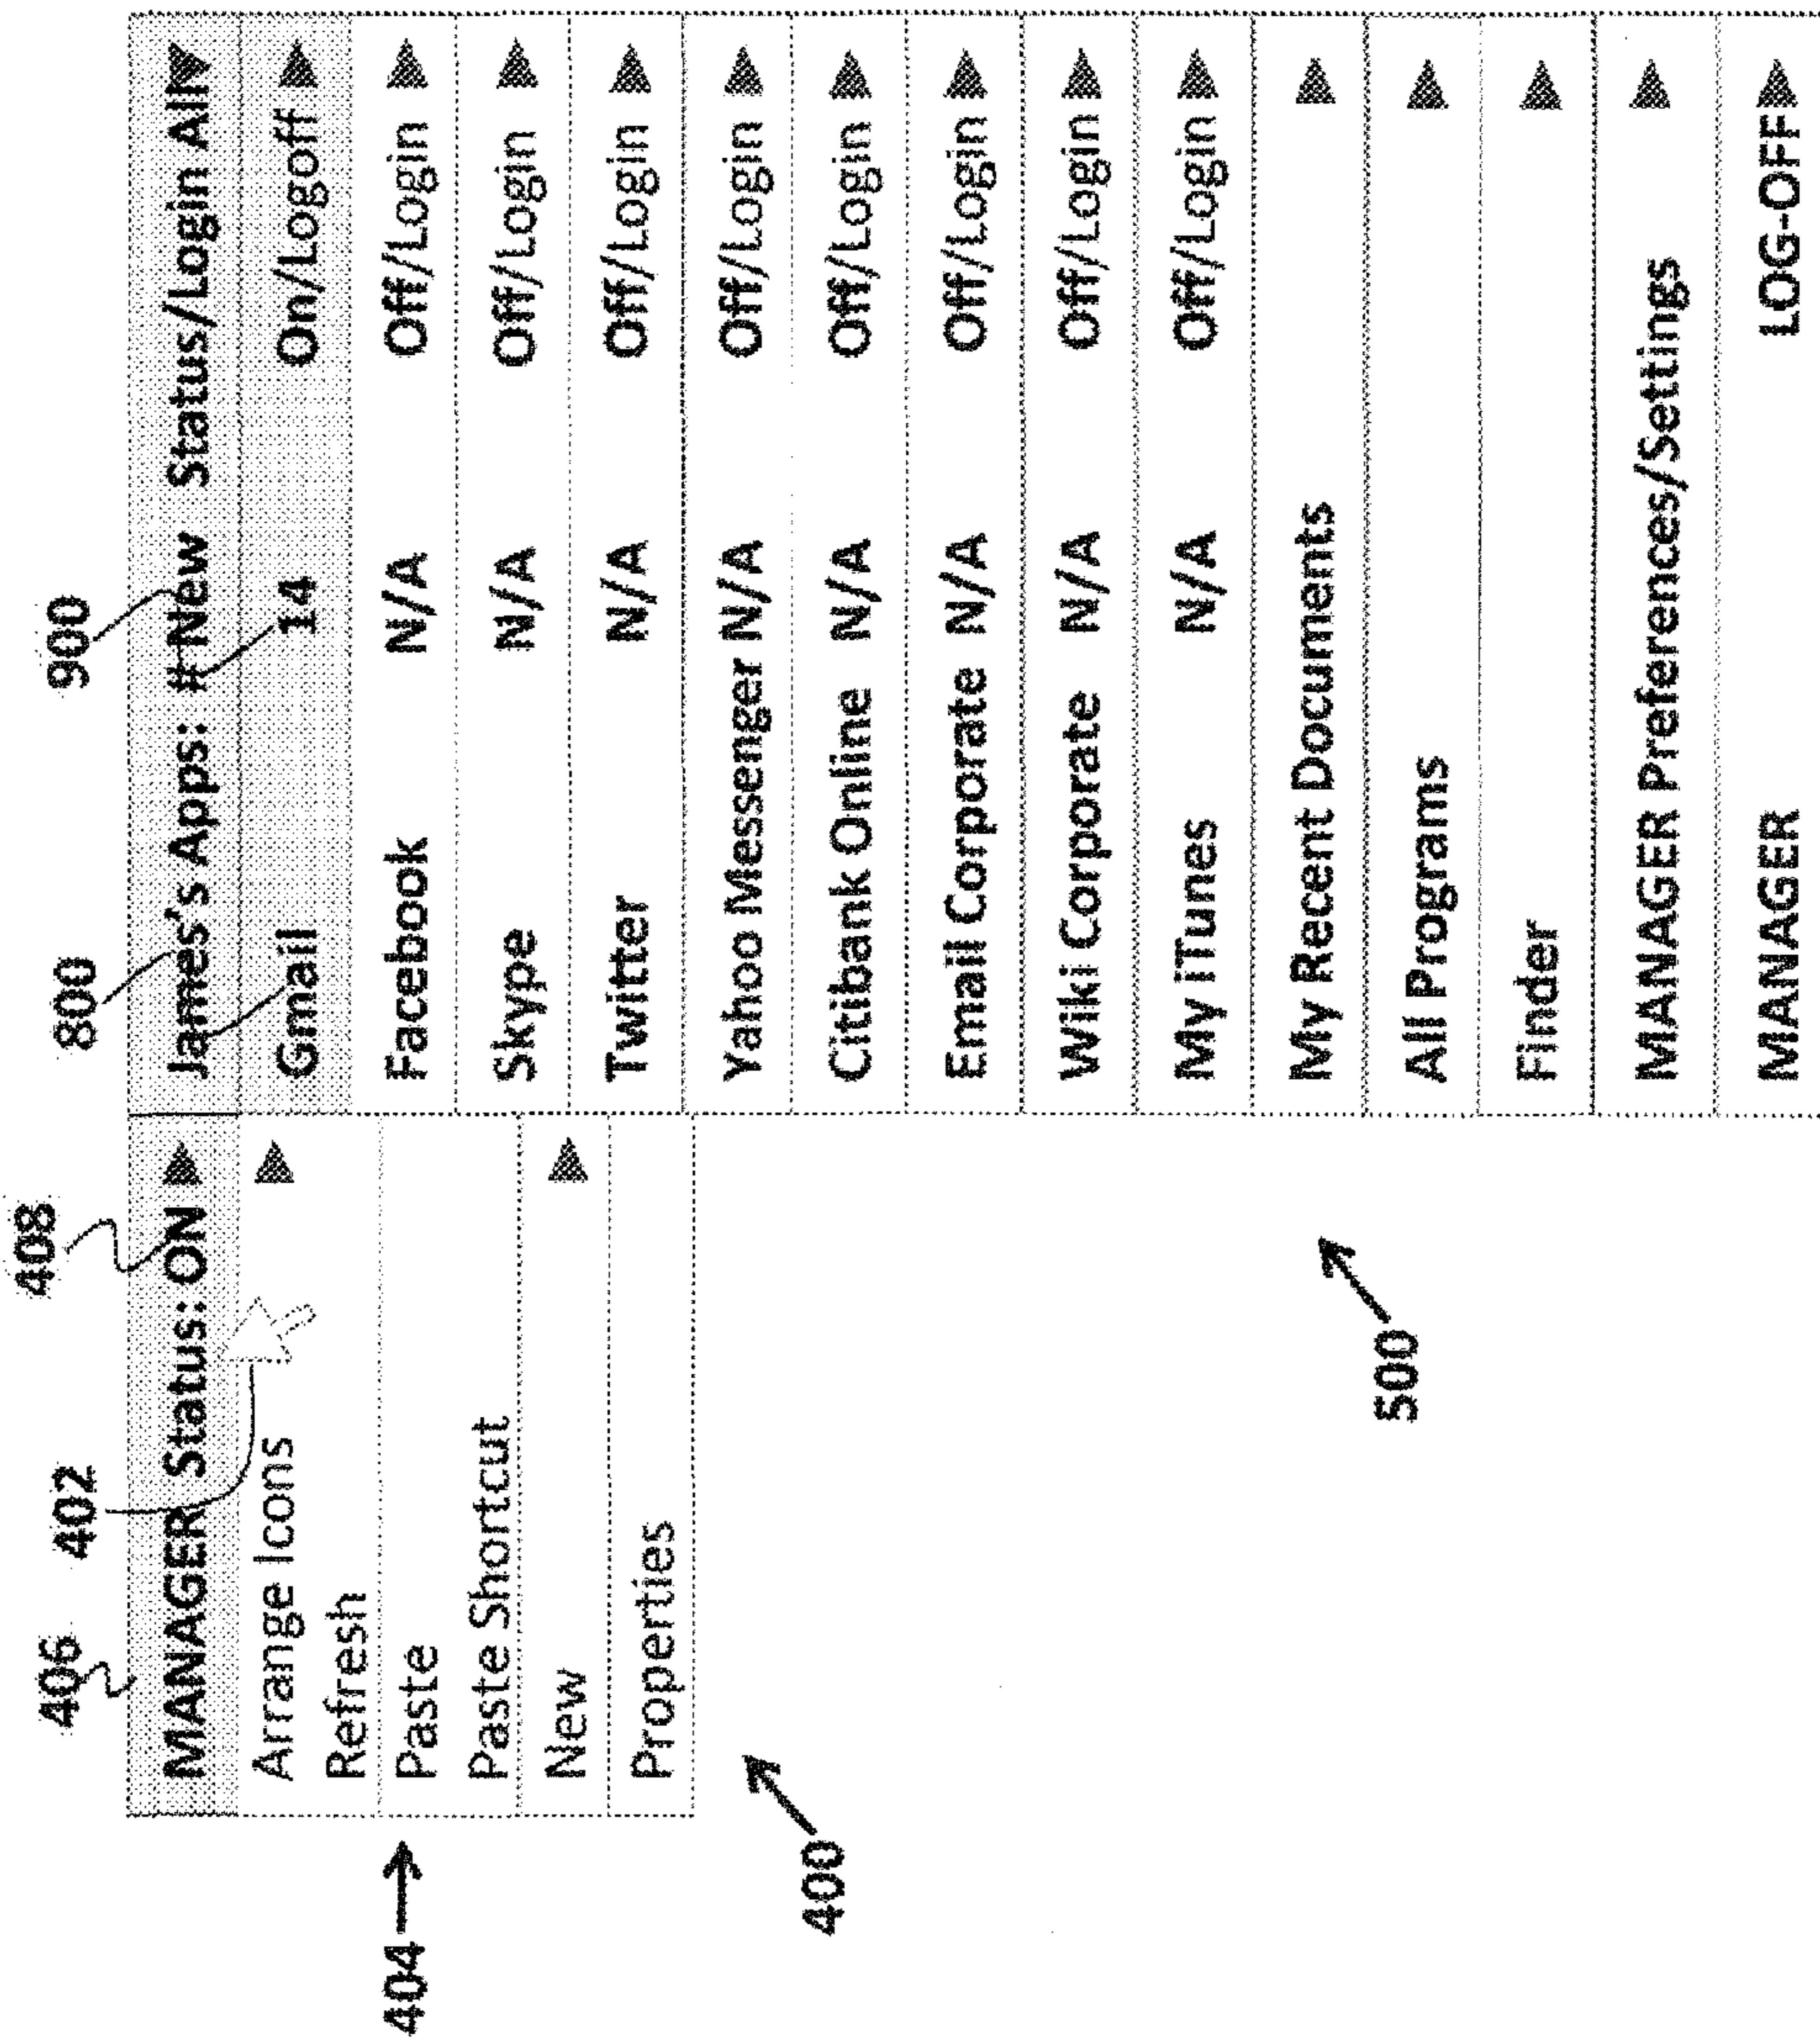 406 402 408 800 900
MANAGER Status: ON
Arrange Icons
Refresh
Paste
Paste Shortcut
New
Properties
404
400
James's Apps: # New Status/Login All
Gmail 14 On/Logoff
Facebook N/A Off/Login
Skype N/A Off/Login
Twitter N/A Off/Login
Yahoo Messenger N/A Off/Login
Citibank Online N/A Off/Login
Email Corporate N/A Off/Login
Wiki Corporate N/A Off/Login
My iTunes N/A Off/Login
My Recent Documents
All Programs
Finder
MANAGER Preferences/Settings
MANAGER LOG-OFF
500